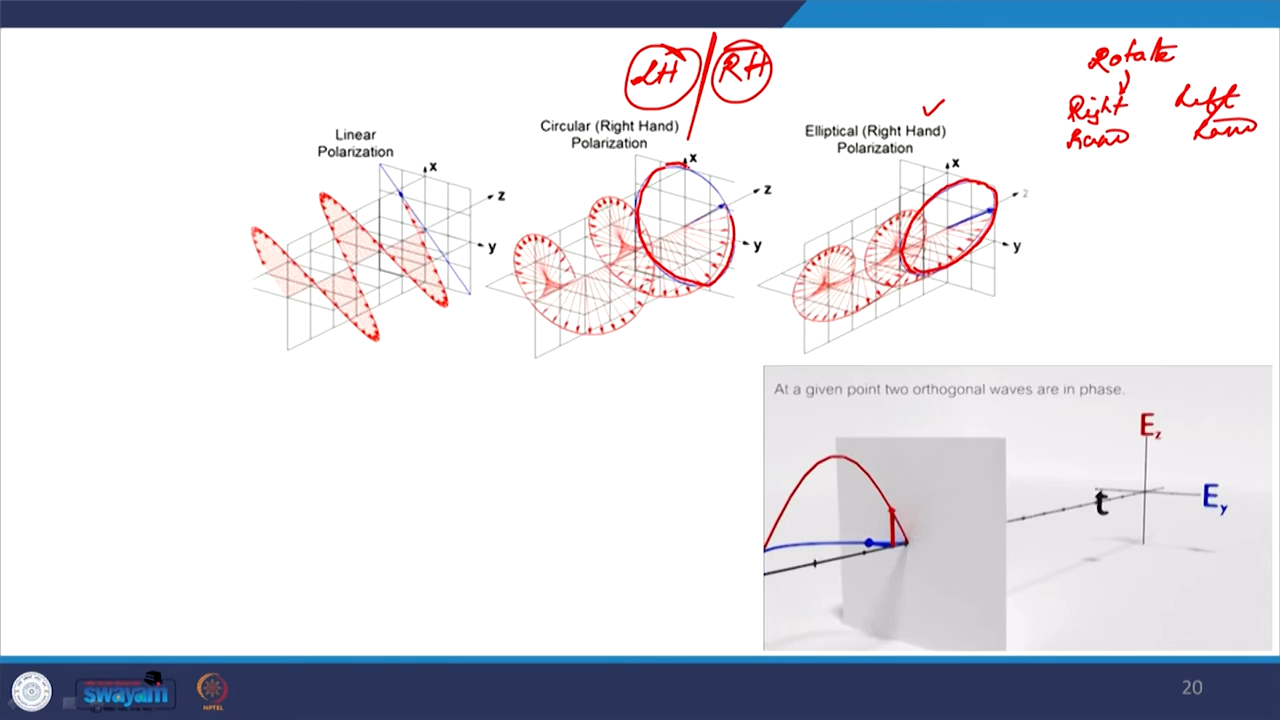 LH / RH
Rotate
Right
hand
Left
hand
Linear
Polarization
x
z
y
Circular (Right Hand)
Polarization
x
z
y
Elliptical (Right Hand)
Polarization
x
z
y
At a given point two orthogonal waves are in phase.
Ez
t
Ey
swayam
NPTEL
20